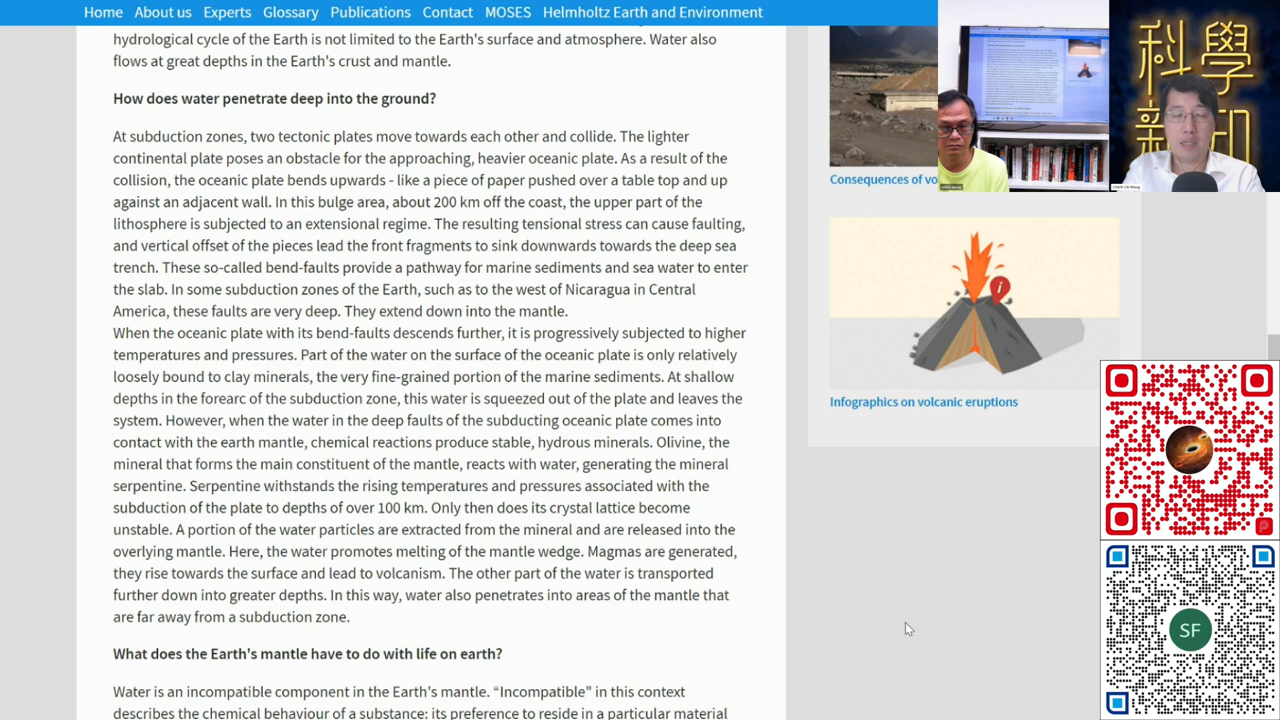 Home About us Experts Glossary Publications Contact MOSES Helmholtz Earth and Environment
hydrological cycle of the
the Earth's surface and atmosphere. Water also
flows at great depths in the Earth's crust and mantle.
How does water penetrate deep into the ground?
At subduction zones, two tectonic plates move towards each other and collide. The lighter
continental plate poses an obstacle for the approaching, heavier oceanic plate. As a result of the
collision, the oceanic plate bends upwards - like a piece of paper pushed over a table top and up
against an adjacent wall. In this bulge area, about 200 km off the coast, the upper part of the
lithosphere is subjected to an extensional regime. The resulting tensional stress can cause faulting,
and vertical offset of the pieces lead the front fragments to sink downwards towards the deep sea
trench. These so-called bend-faults provide a pathway for marine sediments and sea water to enter
the slab. In some subduction zones of the Earth, such as to the west of Nicaragua in Central
America, these faults are very deep. They extend down into the mantle.
When the oceanic plate with its bend-faults descends further, it is progressively subjected to higher
temperatures and pressures. Part of the water on the surface of the oceanic plate is only relatively
loosely bound to clay minerals, the very fine-grained portion of the marine sediments. At shallow
depths in the forearc of the subduction zone, this water is squeezed out of the plate and leaves the
system. However, when the water in the deep faults of the subducting oceanic plate comes into
contact with the earth mantle, chemical reactions produce stable, hydrous minerals. Olivine, the
mineral that forms the main constituent of the mantle, reacts with water, generating the mineral
serpentine. Serpentine withstands the rising temperatures and pressures associated with the
subduction of the plate to depths of over 100 km. Only then does its crystal lattice become
unstable. A portion of the water particles are expelled from the mineral and are released into the
overlying mantle. Here, the water promotes melting of the mantle wedge. Magmas are generated,
they rise towards the surface and lead to volcanism. The other part of the water is transported
further down into greater depths. In this way, water also penetrates into areas of the mantle that
are far away from a subduction zone.
What does the Earth's mantle have to do with life on earth?
Water is an incompatible component in the Earth's mantle. “Incompatible" in this context
describes the chemical behaviour of a substance's preference to reside in a particular material
Consequences of vo
i
Infographics on volcanic eruptions
科學
新知
SF